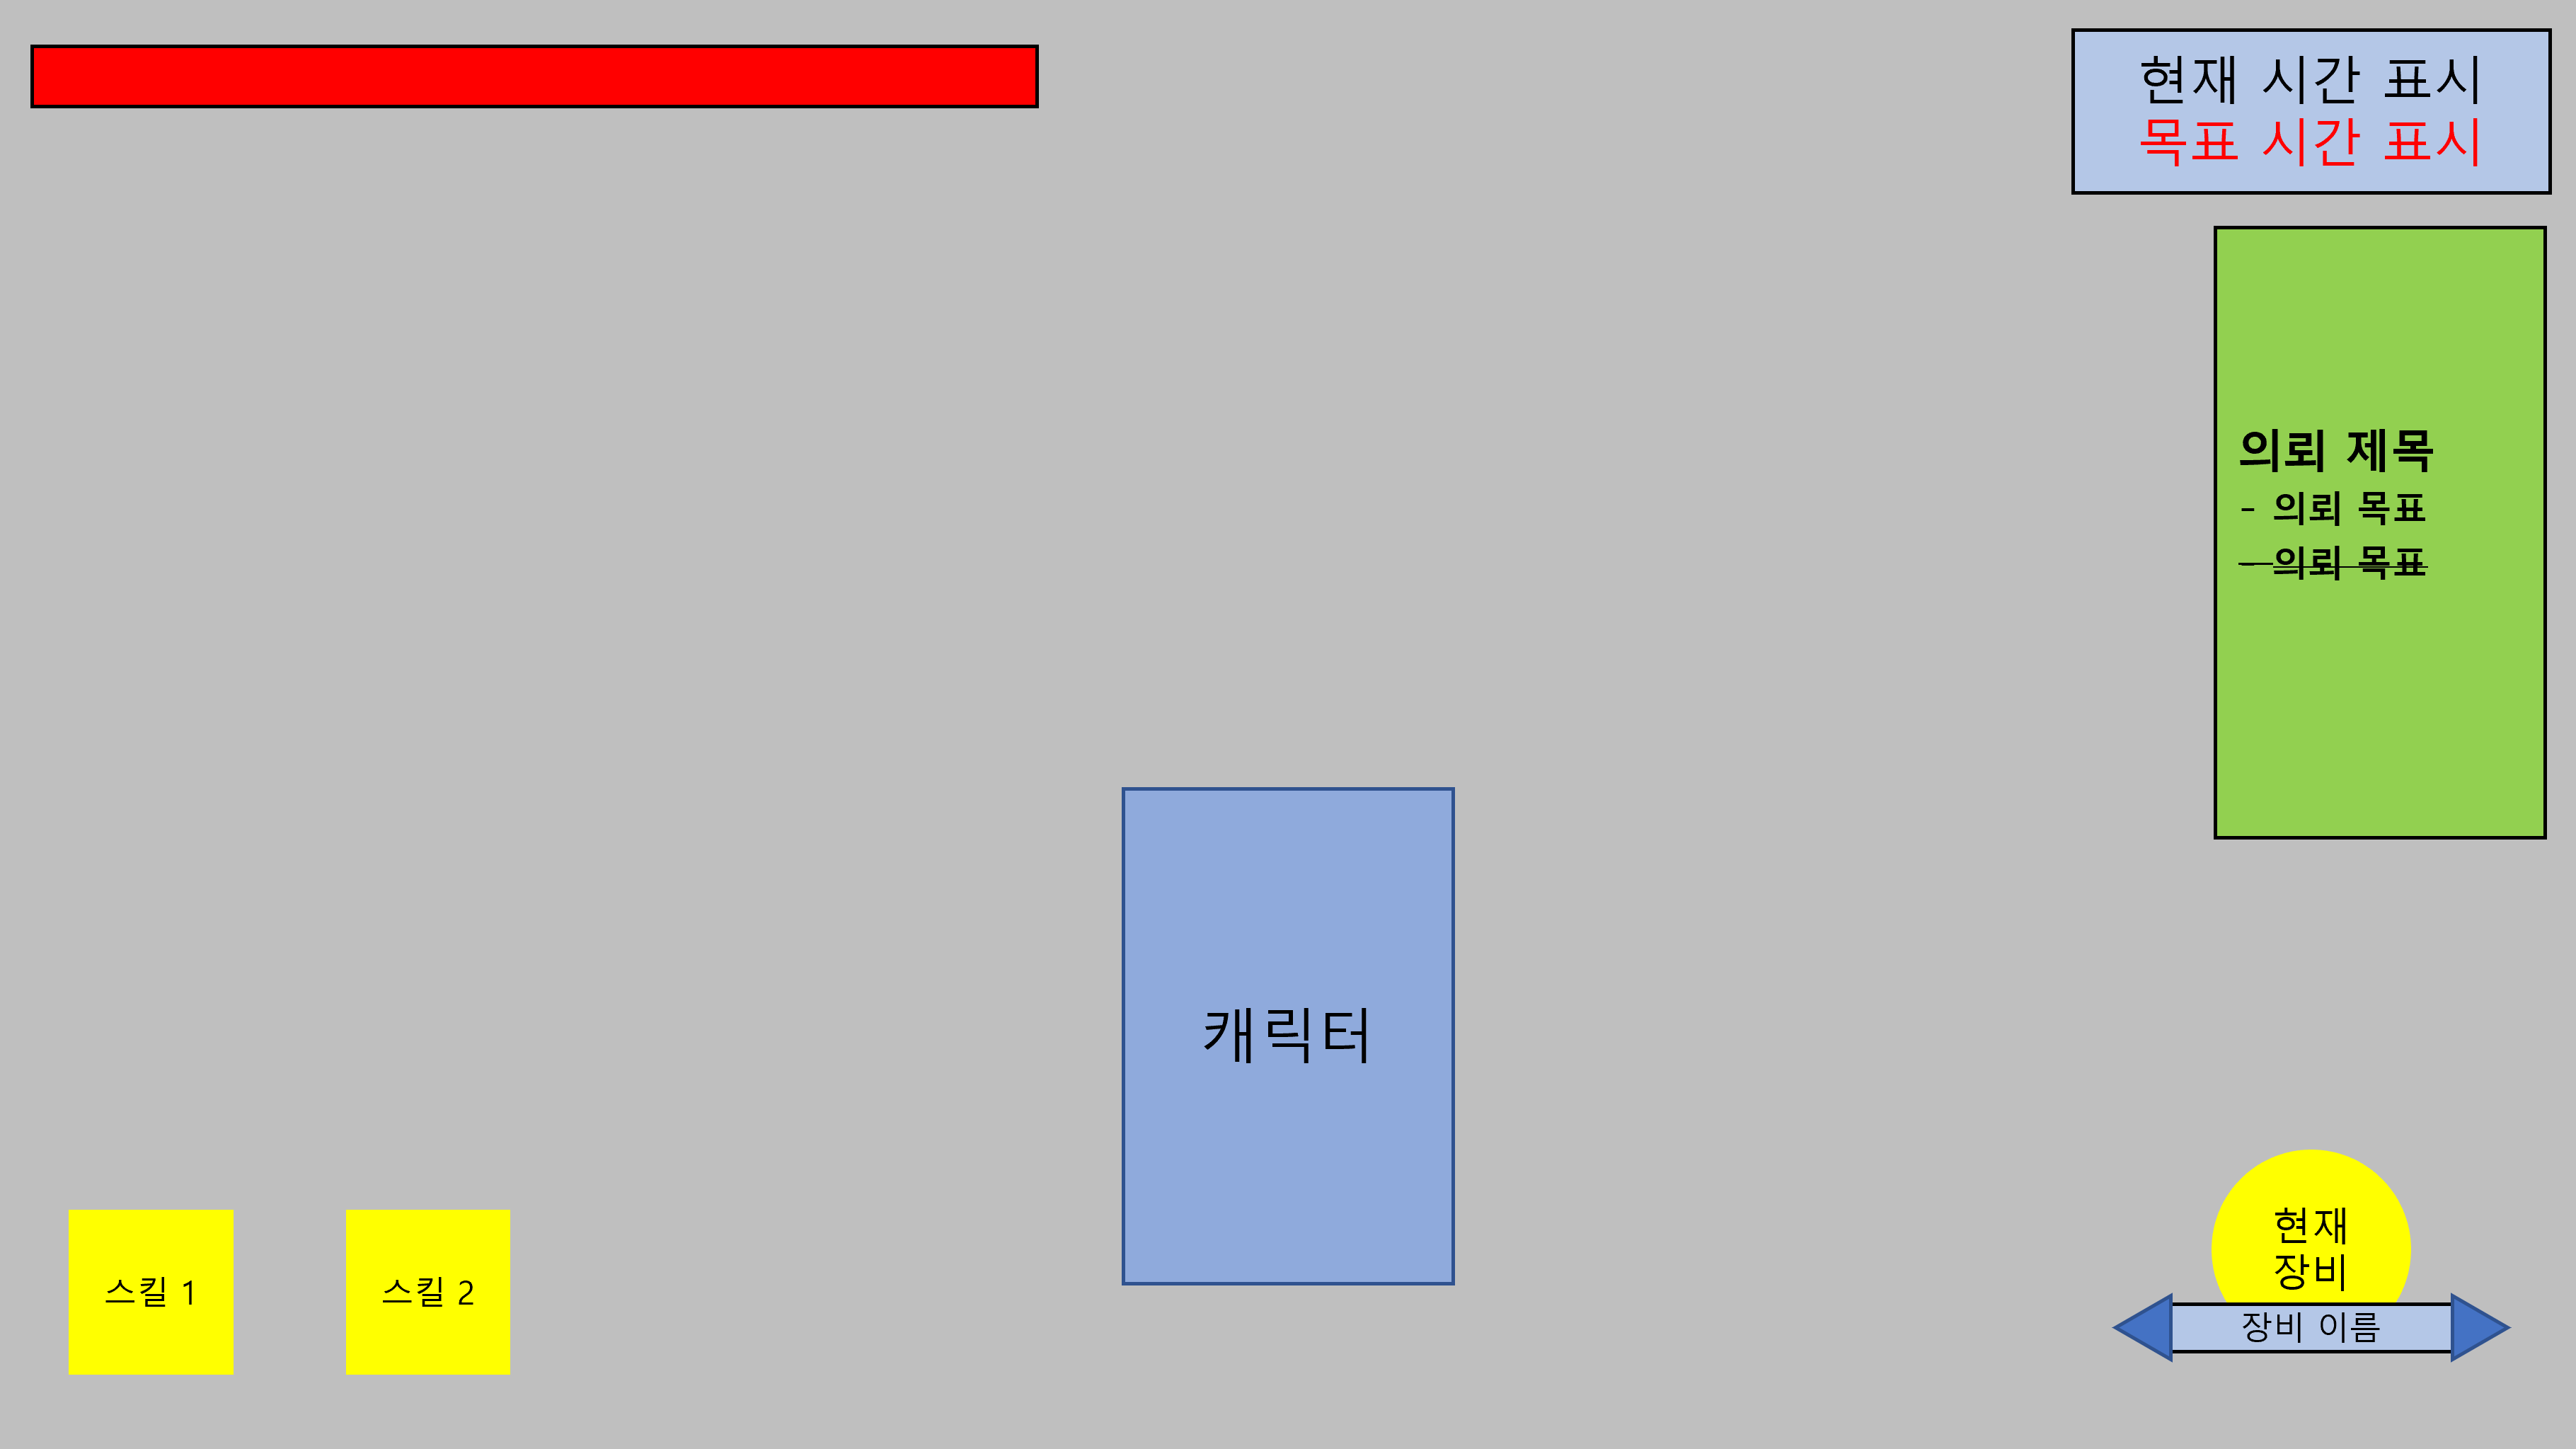 현재 시간 표시
목표 시간 표시
의뢰 제목
- 의뢰 목표
- 의뢰 목표
캐릭터
스킬 1
스킬 2
현재
장비
장비 이름